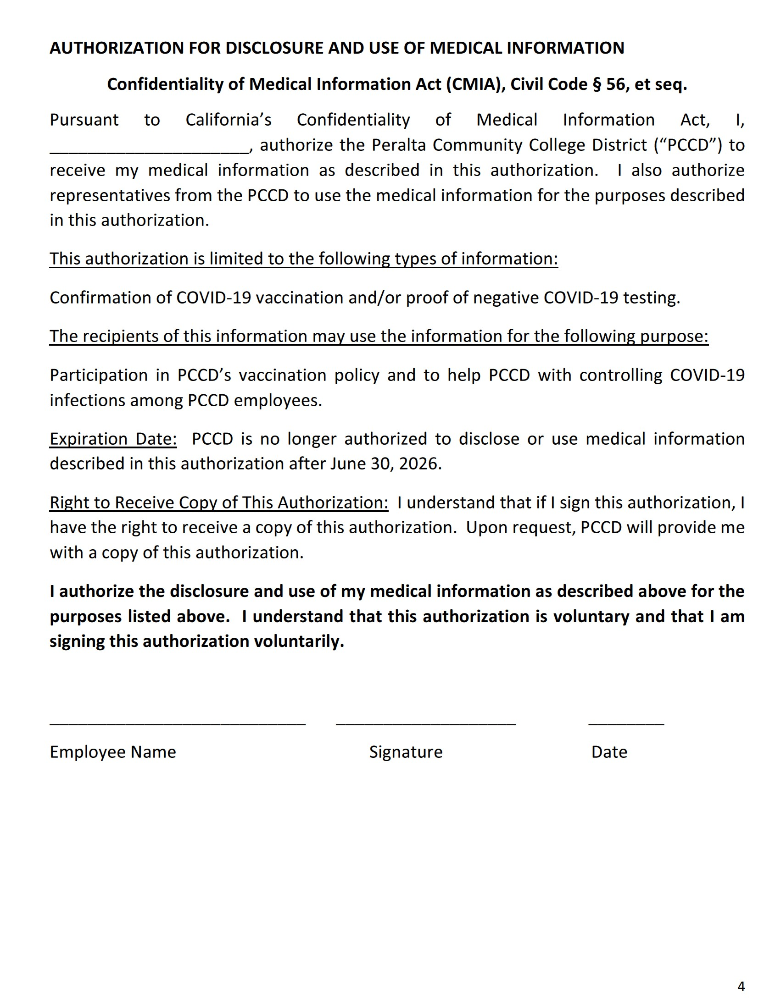 AUTHORIZATION FOR DISCLOSURE AND USE OF MEDICAL INFORMATION
Confidentiality of Medical Information Act (CMIA), Civil Code § 56, et seq.
Pursuant to California’s Confidentiality of Medical Information Act, I,
_____________________, authorize the Peralta Community College District (“PCCD”) to
receive my medical information as described in this authorization. I also authorize
representatives from the PCCD to use the medical information for the purposes described
in this authorization.
This authorization is limited to the following types of information:
Confirmation of COVID-19 vaccination and/or proof of negative COVID-19 testing.
The recipients of this information may use the information for the following purpose:
Participation in PCCD’s vaccination policy and to help PCCD with controlling COVID-19
infections among PCCD employees.
Expiration Date: PCCD is no longer authorized to disclose or use medical information
described in this authorization after June 30, 2026.
Right to Receive Copy of This Authorization: I understand that if I sign this authorization, I
have the right to receive a copy of this authorization. Upon request, PCCD will provide me
with a copy of this authorization.
I authorize the disclosure and use of my medical information as described above for the
purposes listed above. I understand that this authorization is voluntary and that I am
signing this authorization voluntarily.
___________________________ ___________________ ________
Employee Name Signature Date
4